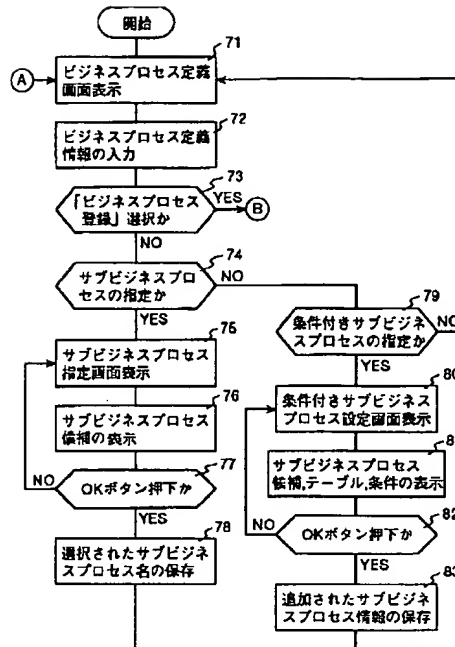 開始
71
A
ビジネスプロセス定義
画面表示
72
ビジネスプロセス定義
情報の入力
73
「ビジネスプロセス
登録」選択か
YES
B
NO
74
サブビジネスプロ
セスの指定か
NO
YES
79
条件付きサブビジネ
スプロセスの指定か
NO
YES
75
サブビジネスプロセス
指定画面表示
80
条件付きサブビジネス
プロセス設定画面表示
76
サブビジネスプロセス
候補の表示
8
サブビジネスプロセス
候補,テーブル,条件の表示
77
OKボタン押下か
NO
YES
82
OKボタン押下か
NO
YES
78
選択されたサブビジネ
スプロセス名の保存
83
追加されたサブビジネ
スプロセス情報の保存